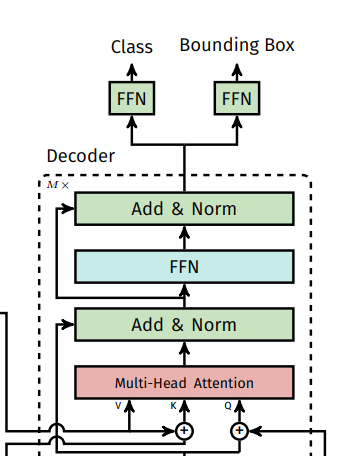 Class
Bounding Box
FFN
FFN
Decoder
M ×
Add & Norm
FFN
Add & Norm
Multi-Head Attention
V
K
Q
+
+